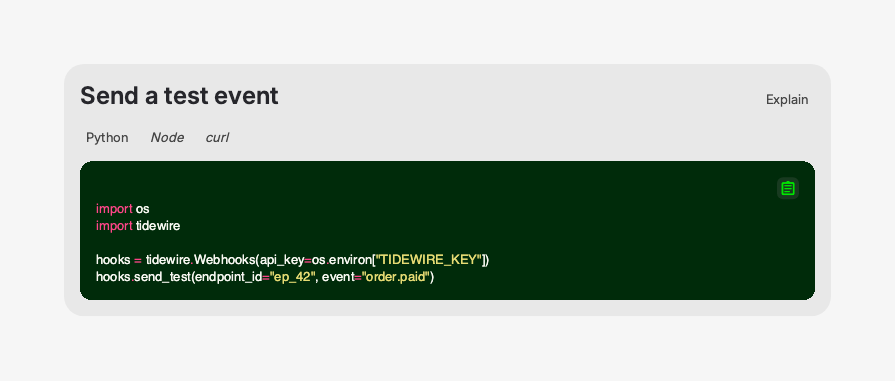 Send a test event
Explain
Python Node curl
import os
import tidewire

hooks = tidewire.Webhooks(api_key=os.environ["TIDEWIRE_KEY"])
hooks.send_test(endpoint_id="ep_42", event="order.paid")